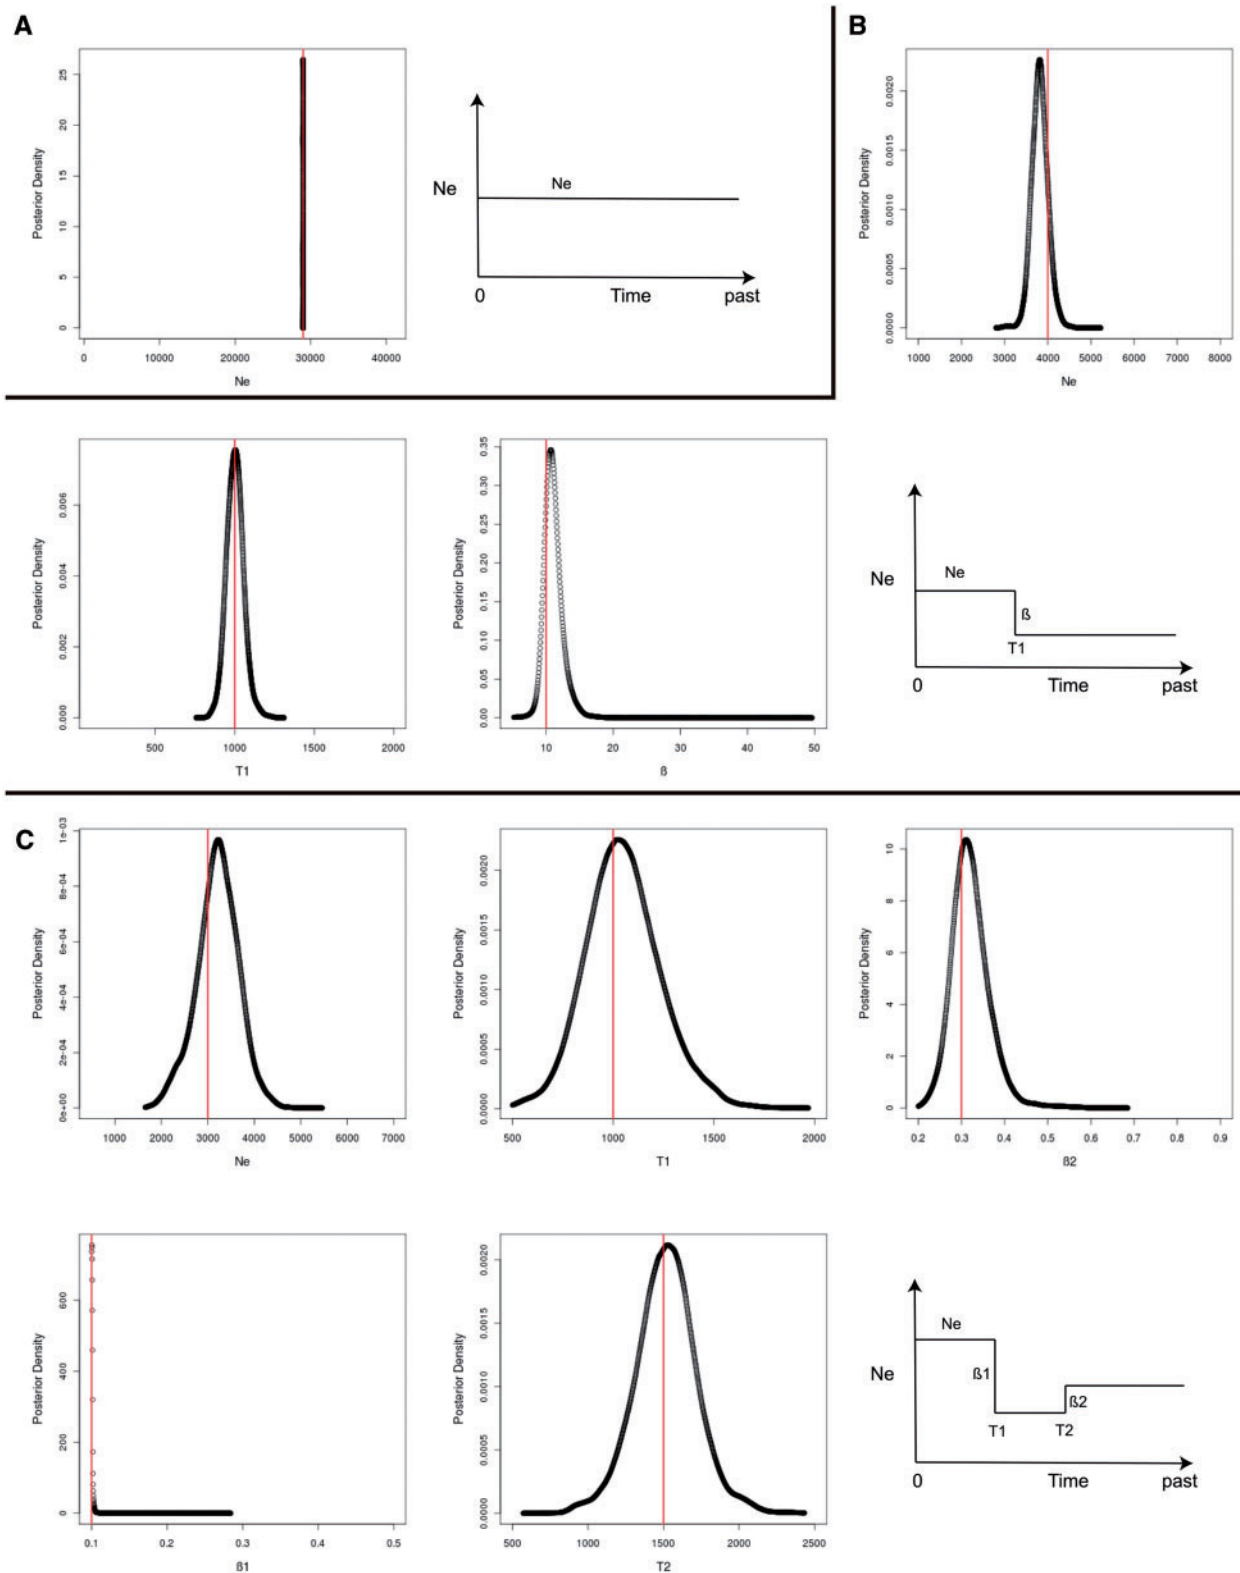 A
Posterior Density
0 5 10 15 20 25
0 10000 20000 30000 40000
Ne
Ne
Ne
0 Time past
B
Posterior Density
0.0000 0.0005 0.0010 0.0015 0.0020
1000 2000 3000 4000 5000 6000 7000 8000
Ne
Posterior Density
0.000 0.002 0.004 0.006
500 1000 1500 2000
T1
Posterior Density
0.00 0.05 0.10 0.15 0.20 0.25 0.30 0.35
10 20 30 40 50
ß
Ne
Ne
ß
T1
0 Time past
C
Posterior Density
0e+00 2e-04 4e-04 6e-04 8e-04 1e-03
1000 2000 3000 4000 5000 6000 7000
Ne
Posterior Density
0.0000 0.0005 0.0010 0.0015 0.0020
500 1000 1500 2000
T1
Posterior Density
0 2 4 6 8 10
0.2 0.3 0.4 0.5 0.6 0.7 0.8 0.9
ß2
Posterior Density
0 200 400 600
0.1 0.2 0.3 0.4 0.5
ß1
Posterior Density
0.0000 0.0005 0.0010 0.0015 0.0020
500 1000 1500 2000 2500
T2
Ne
Ne
ß1
ß2
T1 T2
0 Time past